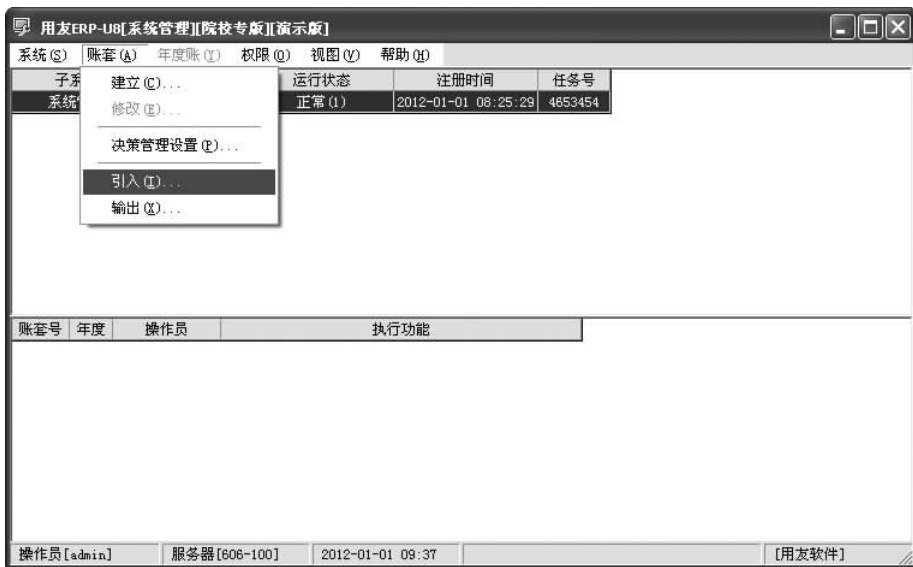 用友ERP-U8[系统管理][院校专版][演示版]
系统(S) 账套(A) 年度账(Y) 权限(O) 视图(V) 帮助(H)
子系 运行状态 注册时间 任务号
系统 正常(1) 2012-01-01 08:25:29 4653454
建立(C)...
修改(E)...
决策管理设置(P)...
引入(I)...
输出(X)...
账套号 年度 操作员 执行功能
操作员[admin] 服务器[606-100] 2012-01-01 09:37 [用友软件]